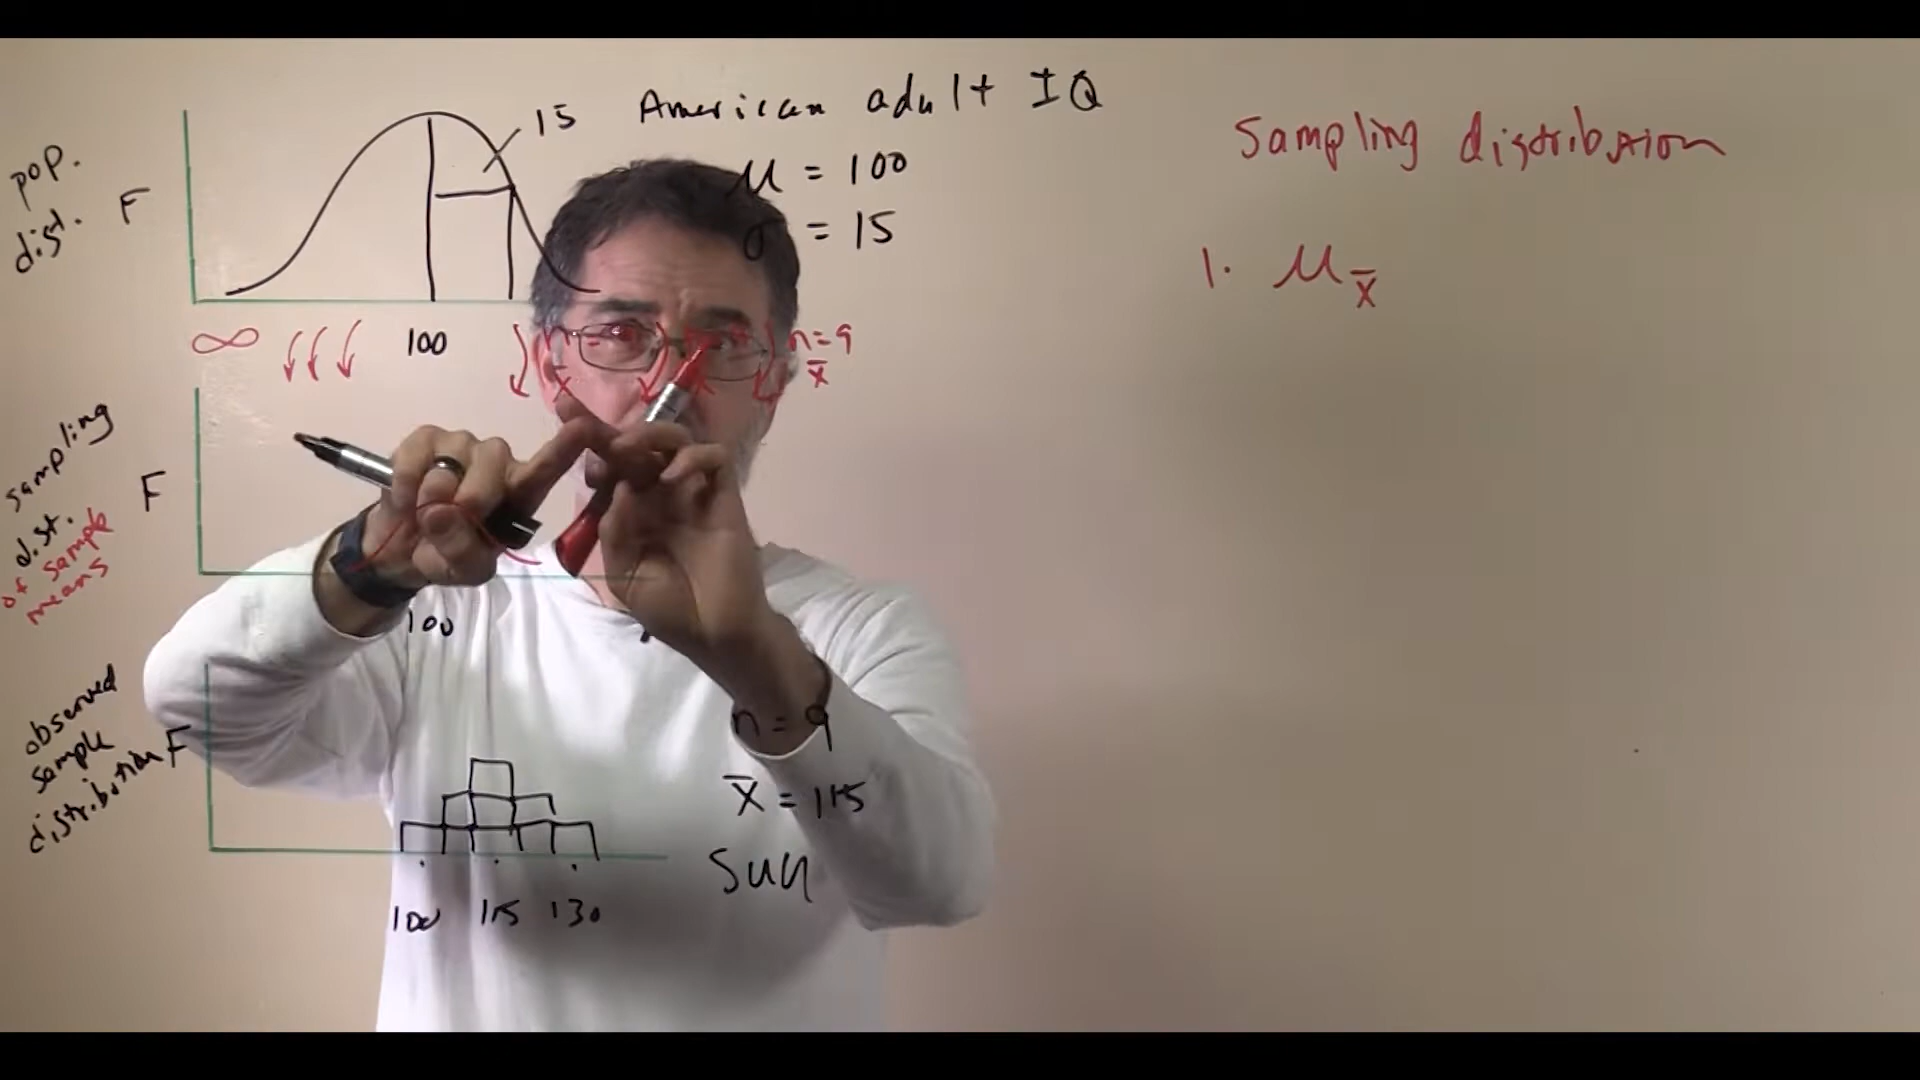 American adult IQ
15
μ = 100
σ = 15
pop.
dist.
F
∞
100
n=
x̄
n=9
x̄
sampling
dist.
of sample
means
F
100
observed
sample
distribution
F
100 115 130
n = 9
x̄ = 115
Sampling distribution
1. μx̄